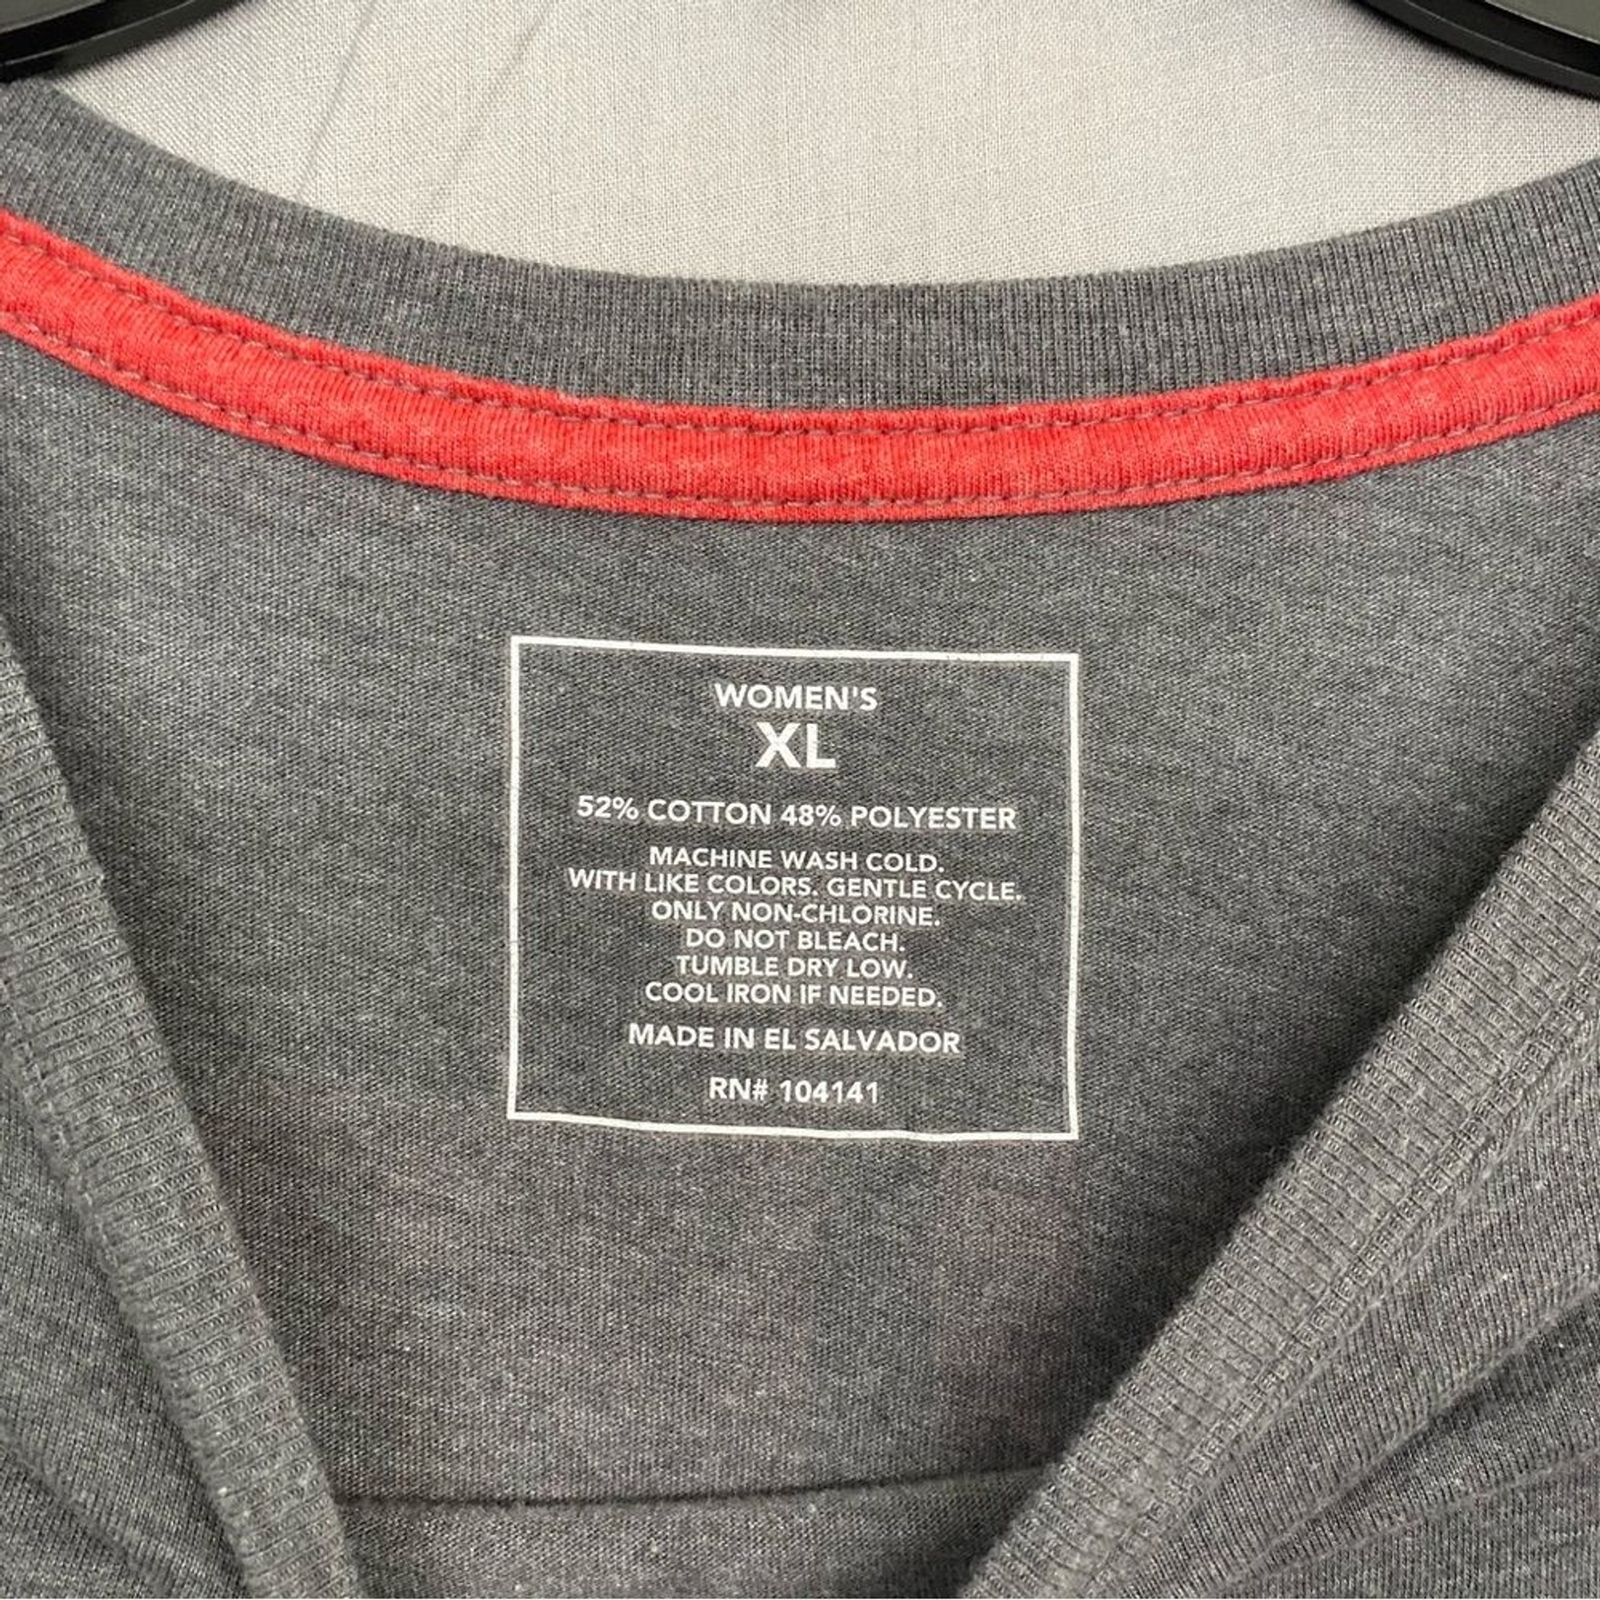 WOMEN'S
XL
52% COTTON 48% POLYESTER
MACHINE WASH COLD.
WITH LIKE COLORS. GENTLE CYCLE.
ONLY NON-CHLORINE.
DO NOT BLEACH.
TUMBLE DRY LOW.
COOL IRON IF NEEDED.
MADE IN EL SALVADOR
RN# 104141